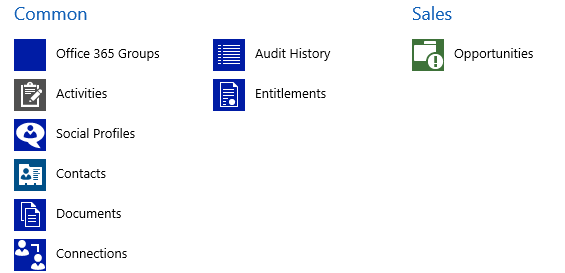 Common
Office 365 Groups
Activities
Social Profiles
Contacts
Documents
Connections
Audit History
Entitlements
Sales
Opportunities